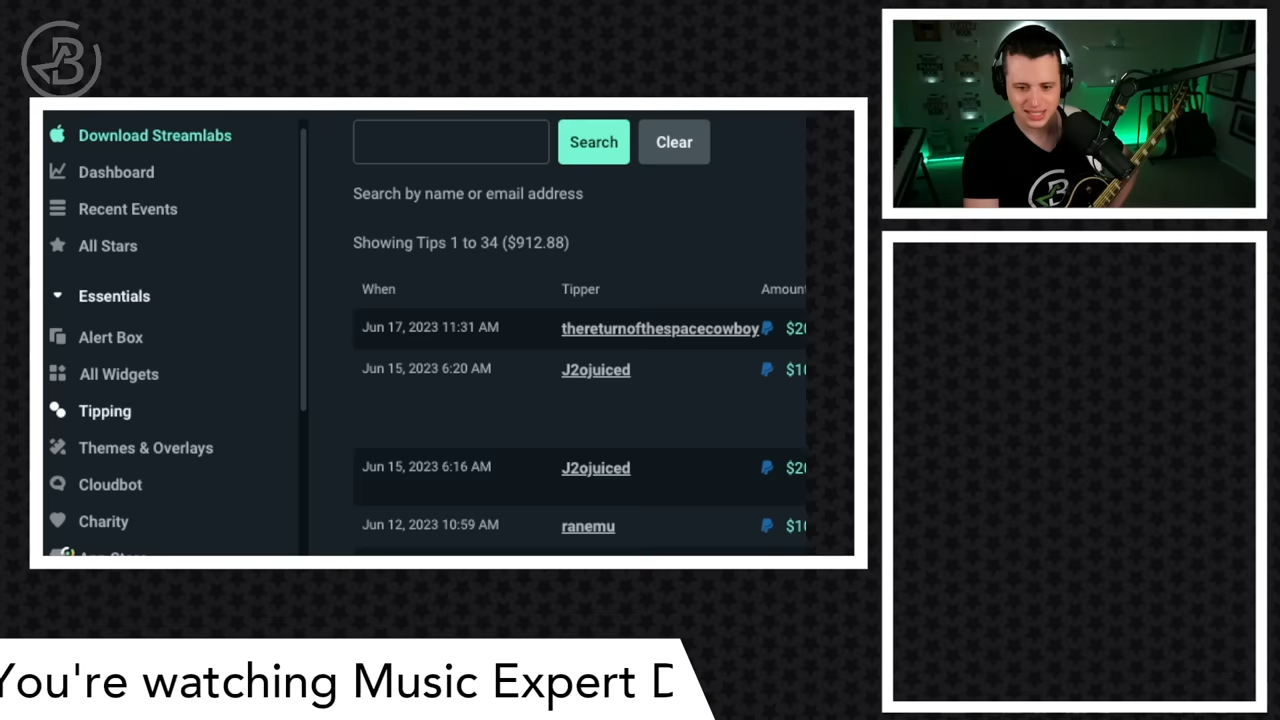 Download Streamlabs
Dashboard
Recent Events
All Stars
Essentials
Alert Box
All Widgets
Tipping
Themes & Overlays
Cloudbot
Charity
Search Clear
Search by name or email address
Showing Tips 1 to 34 ($912.88)
When Tipper Amount
Jun 17, 2023 11:31 AM thereturnofthespacecowboy
Jun 15, 2023 6:20 AM J2ojuiced
Jun 15, 2023 6:16 AM J2ojuiced
Jun 12, 2023 10:59 AM ranemu
You're watching Music Expert